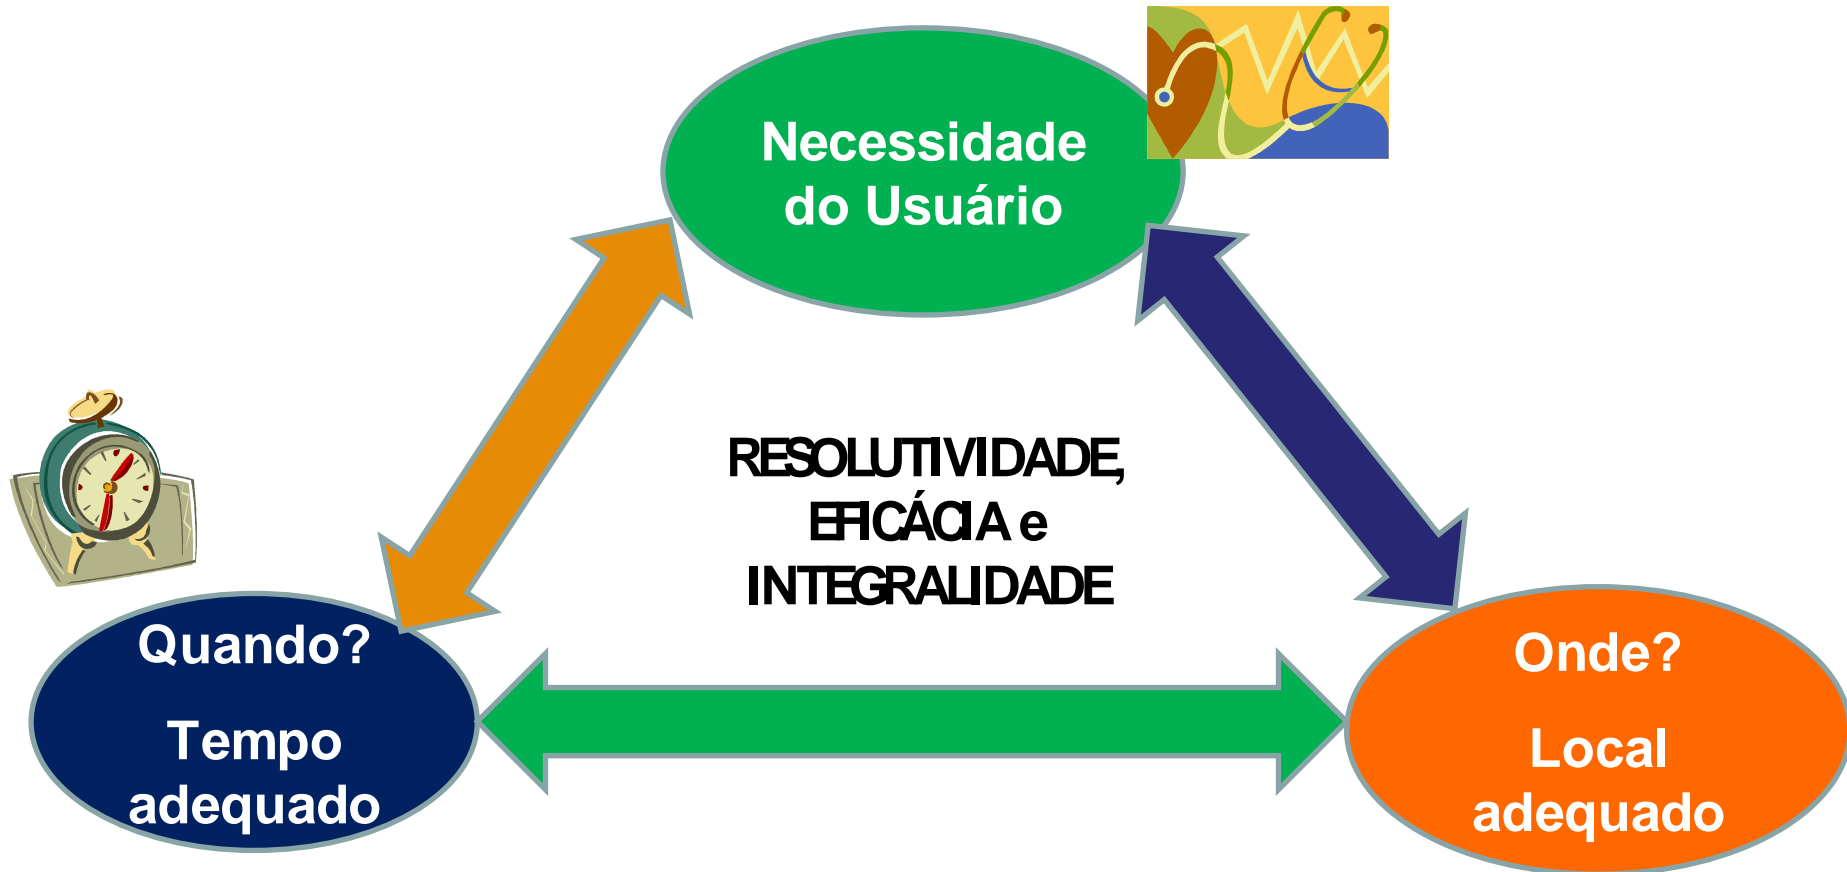 Necessidade
do Usuário
RESOLUTIVIDADE,
EFICÁCIA e
INTEGRALIDADE
Quando?
Tempo
adequado
Onde?
Local
adequado